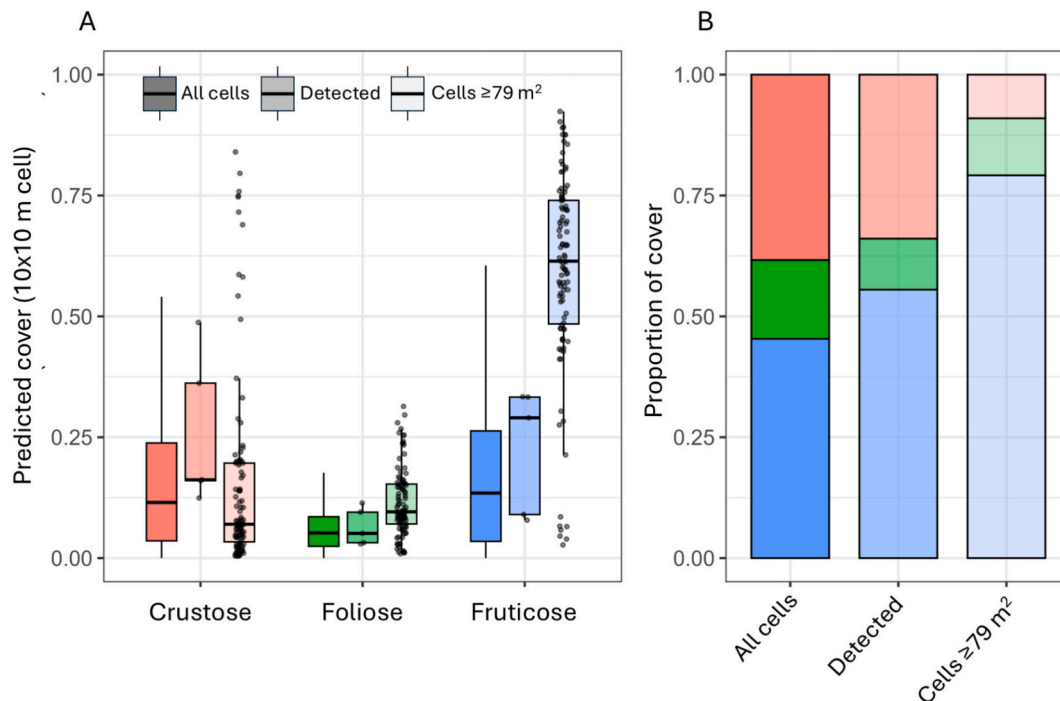 A
B
All cells
Detected
Cells ≥79 m²
Predicted cover (10x10 m cell)
1.00
0.75
0.50
0.25
0.00
Crustose
Foliose
Fruticose
Proportion of cover
1.00
0.75
0.50
0.25
0.00
All cells
Detected
Cells ≥79 m²